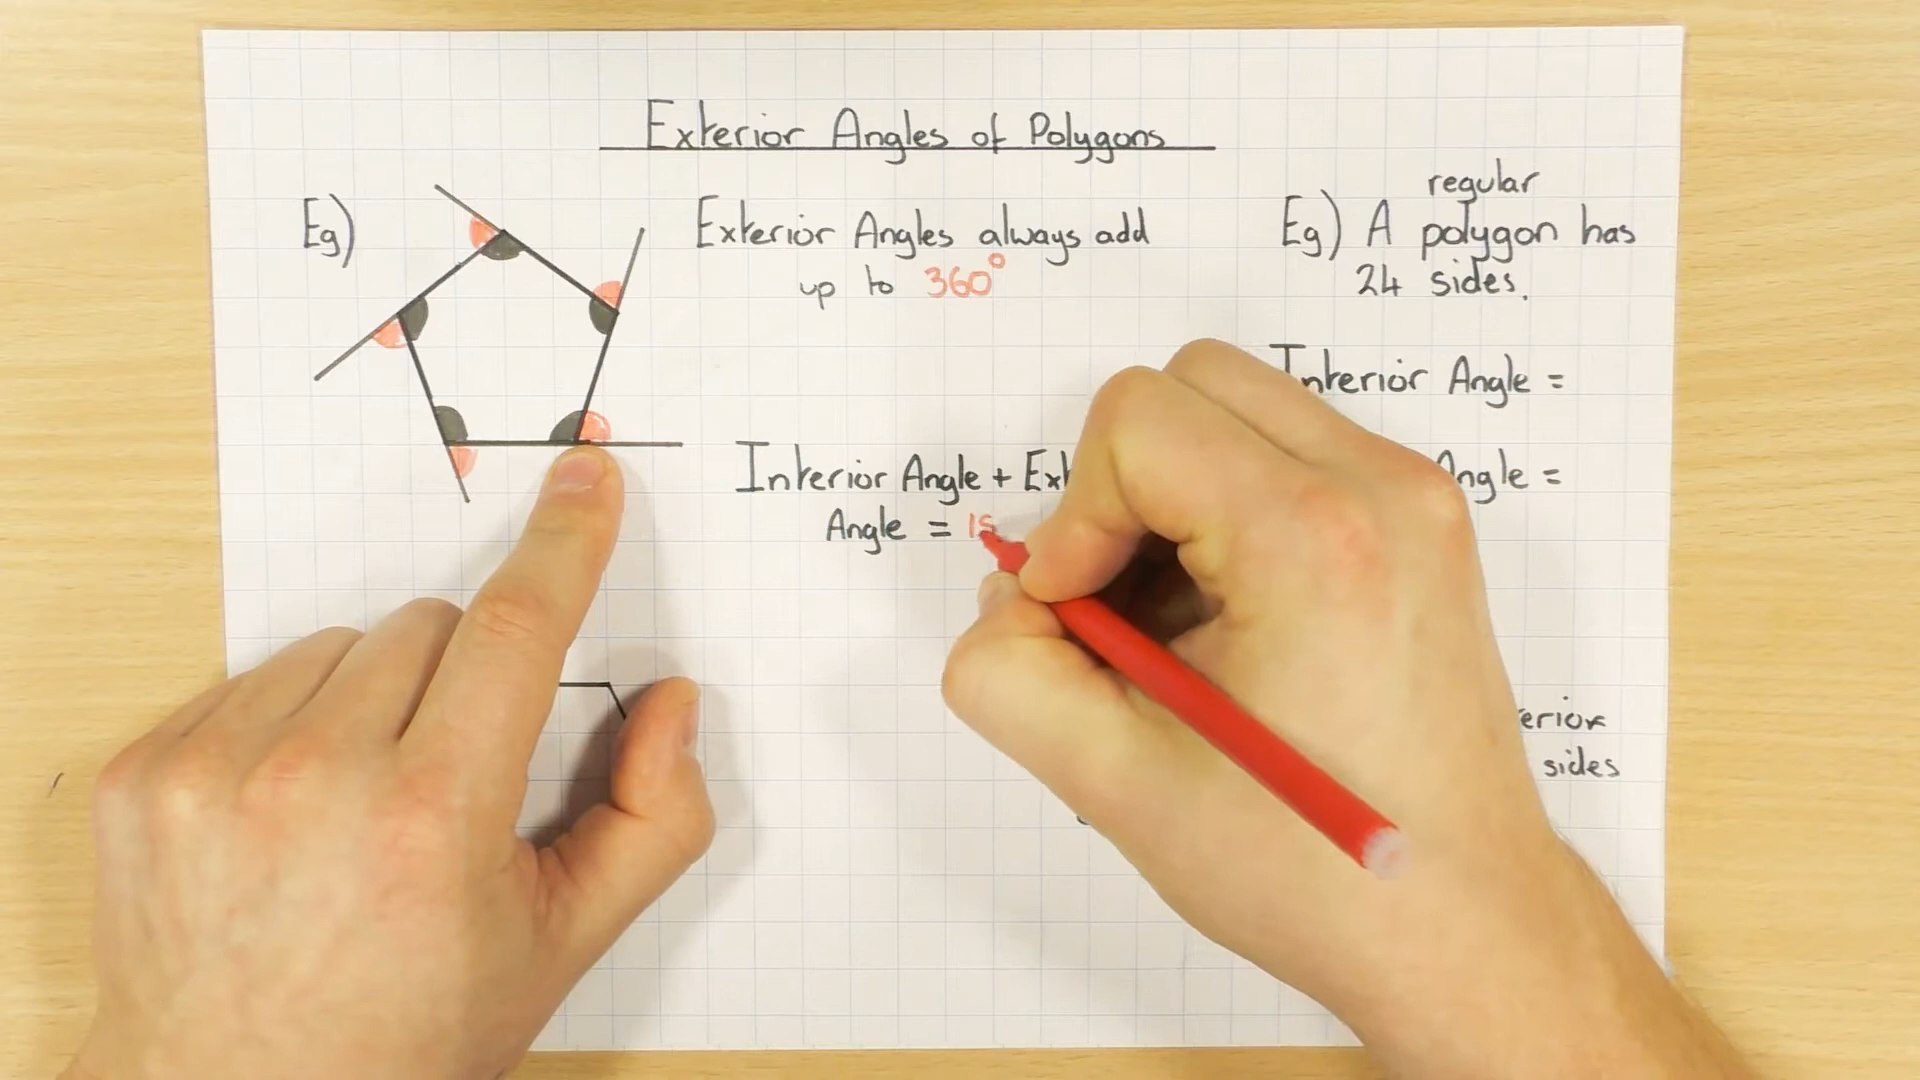 Exterior Angles of Polygons
Eg)
Exterior Angles always add
up to 360°
Interior Angle + Ext
Angle =
regular
Eg) A polygon has
24 sides.
Interior Angle =
Angle =
erior
sides